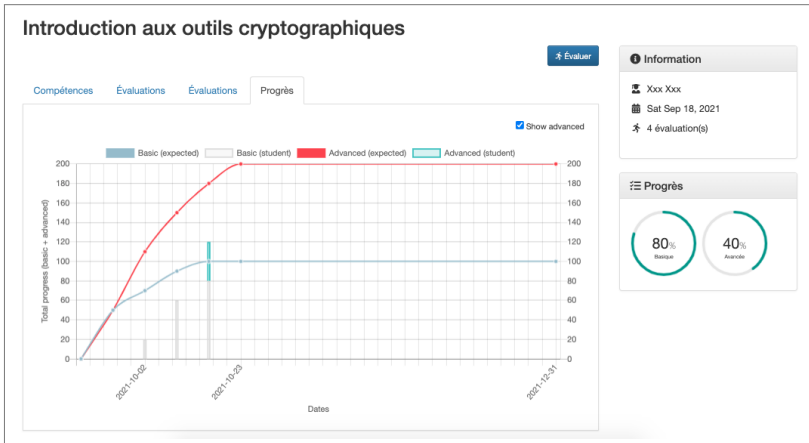 Introduction aux outils cryptographiques
Évaluer
Compétences
Évaluations
Évaluations
Progrès
Show advanced
Basic (expected)
Basic (student)
Advanced (expected)
Advanced (student)
Total progress (basic + advanced)
200
180
160
140
120
100
80
60
40
20
0
200
180
160
140
120
100
80
60
40
20
0
2021-10-02
2021-10-23
2021-12-31
Dates
Information
Xxx Xxx
Sat Sep 18, 2021
4 évaluation(s)
Progrès
80%
Basique
40%
Avancée